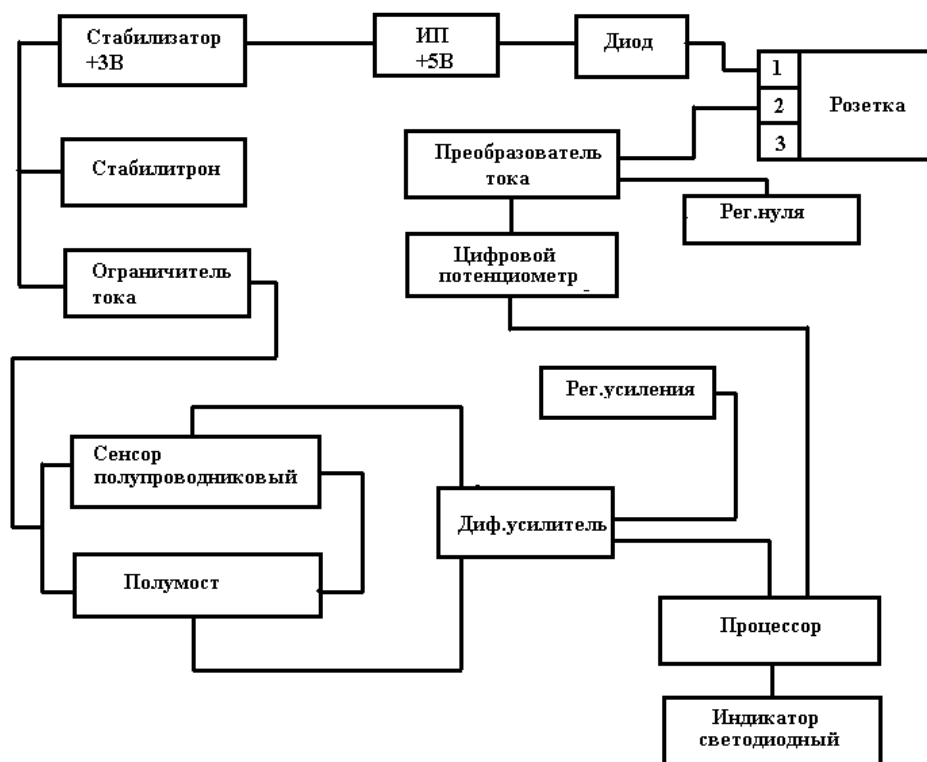 Стабилизатор
+3В
ИП
+5В
Диод
1
2
3
Розетка
Стабилитрон
Преобразователь
тока
Рег.нуля
Ограничитель
тока
Цифровой
потенциометр
Рег.усиления
Сенсор
полупроводниковый
Диф.усилитель
Полумост
Процессор
Индикатор
светодиодный